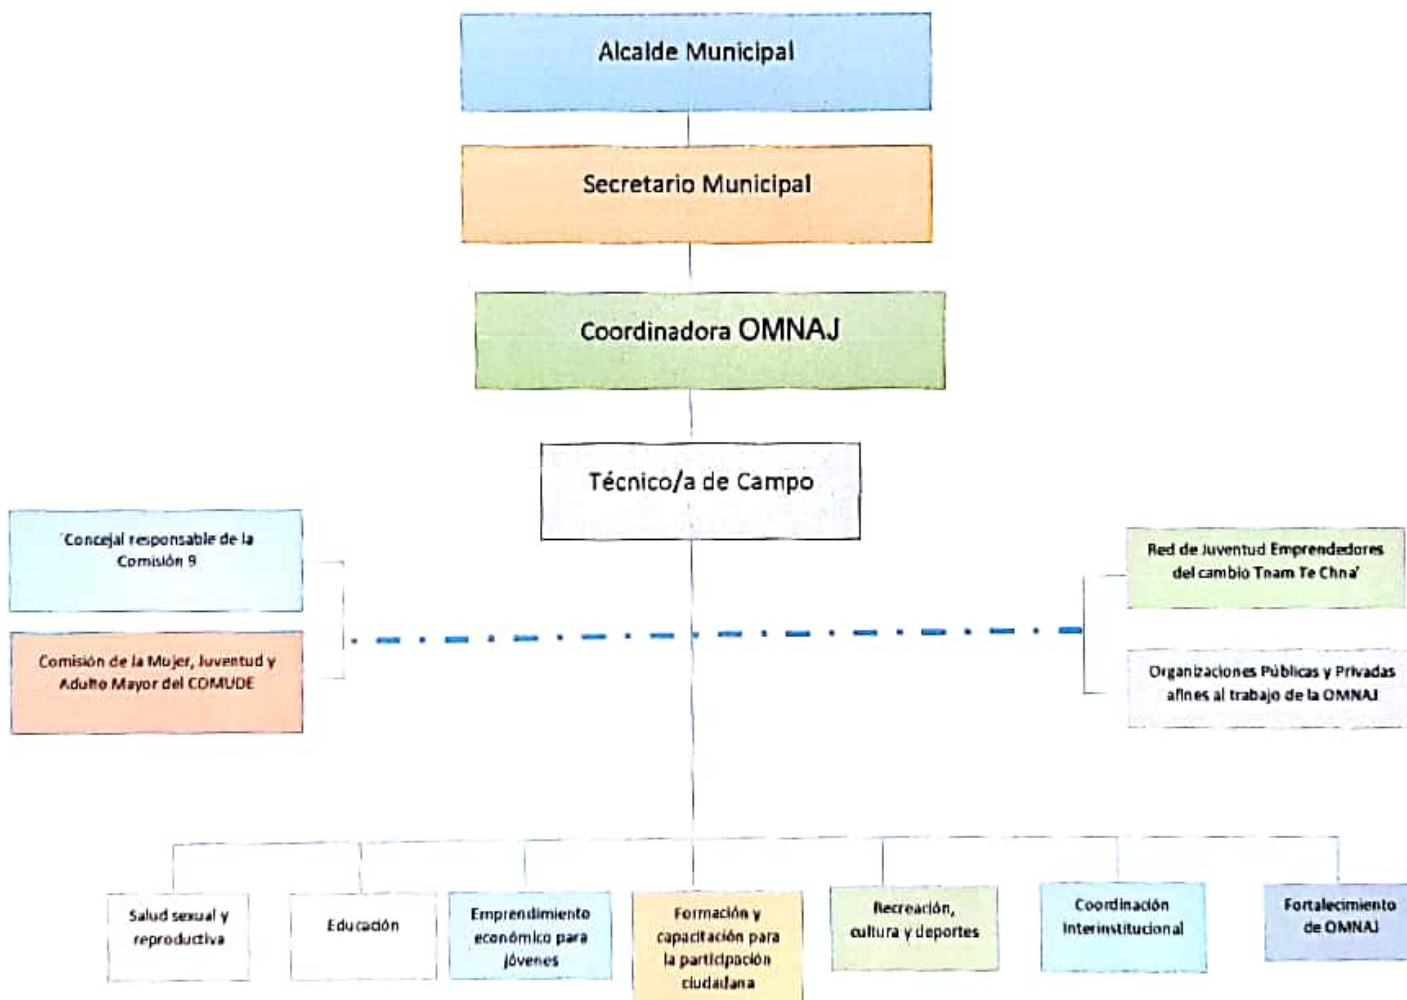 Alcalde Municipal
Secretario Municipal
Coordinadora OMNAJ
Técnico/a de Campo
Concejal responsable de la
Comisión 9
Comisión de la Mujer, Juventud y
Adulto Mayor del COMUDE
Red de Juventud Emprendedores
del cambio Tnam Te Chna'
Organizaciones Públicas y Privadas
afines al trabajo de la OMNAJ
Salud sexual y
reproductiva
Educación
Emprendimiento
económico para
jóvenes
Formación y
capacitación para
la participación
ciudadana
Recreación,
cultura y deportes
Coordinación
Interinstitucional
Fortalecimiento
de OMNAJ